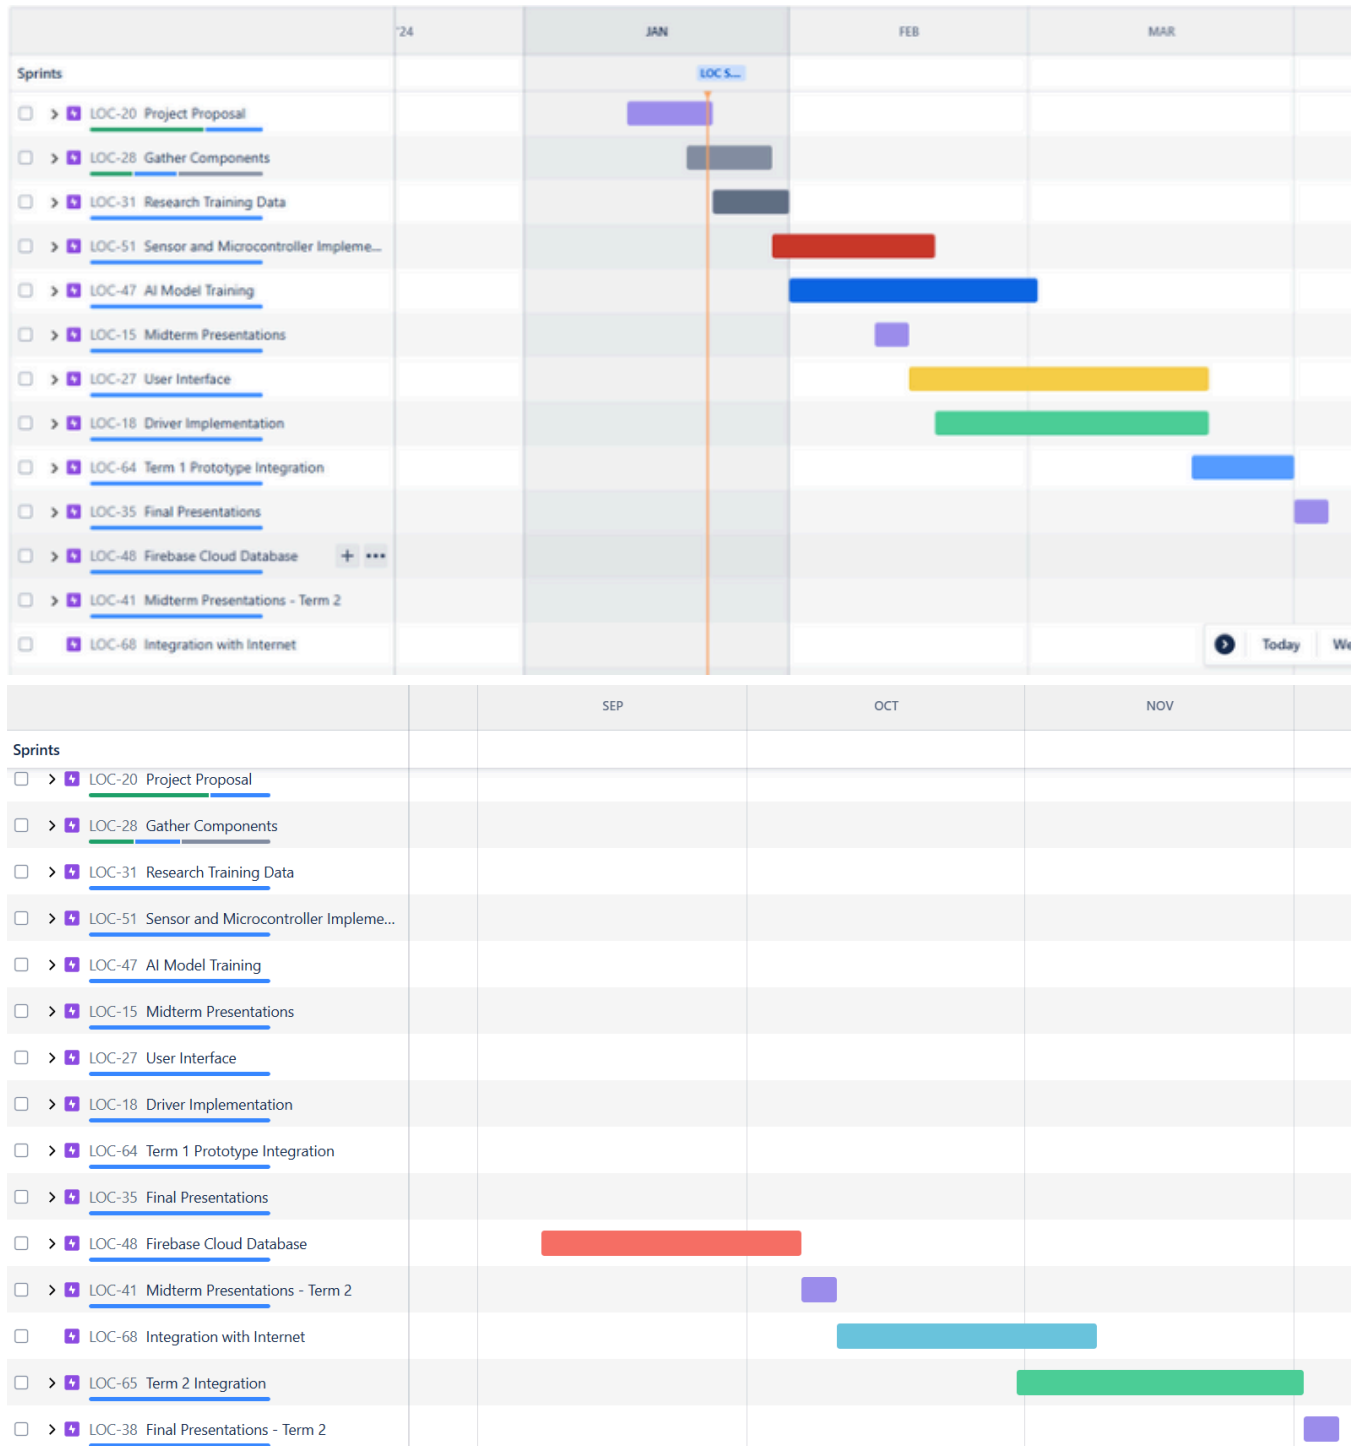 '24 JAN FEB MAR
Sprints
LOC S...
LOC-20 Project Proposal
LOC-28 Gather Components
LOC-31 Research Training Data
LOC-51 Sensor and Microcontroller Impleme...
LOC-47 AI Model Training
LOC-15 Midterm Presentations
LOC-27 User Interface
LOC-18 Driver Implementation
LOC-64 Term 1 Prototype Integration
LOC-35 Final Presentations
LOC-48 Firebase Cloud Database
LOC-41 Midterm Presentations - Term 2
LOC-68 Integration with Internet
Today We
SEP OCT NOV
Sprints
LOC-20 Project Proposal
LOC-28 Gather Components
LOC-31 Research Training Data
LOC-51 Sensor and Microcontroller Impleme...
LOC-47 AI Model Training
LOC-15 Midterm Presentations
LOC-27 User Interface
LOC-18 Driver Implementation
LOC-64 Term 1 Prototype Integration
LOC-35 Final Presentations
LOC-48 Firebase Cloud Database
LOC-41 Midterm Presentations - Term 2
LOC-68 Integration with Internet
LOC-65 Term 2 Integration
LOC-38 Final Presentations - Term 2